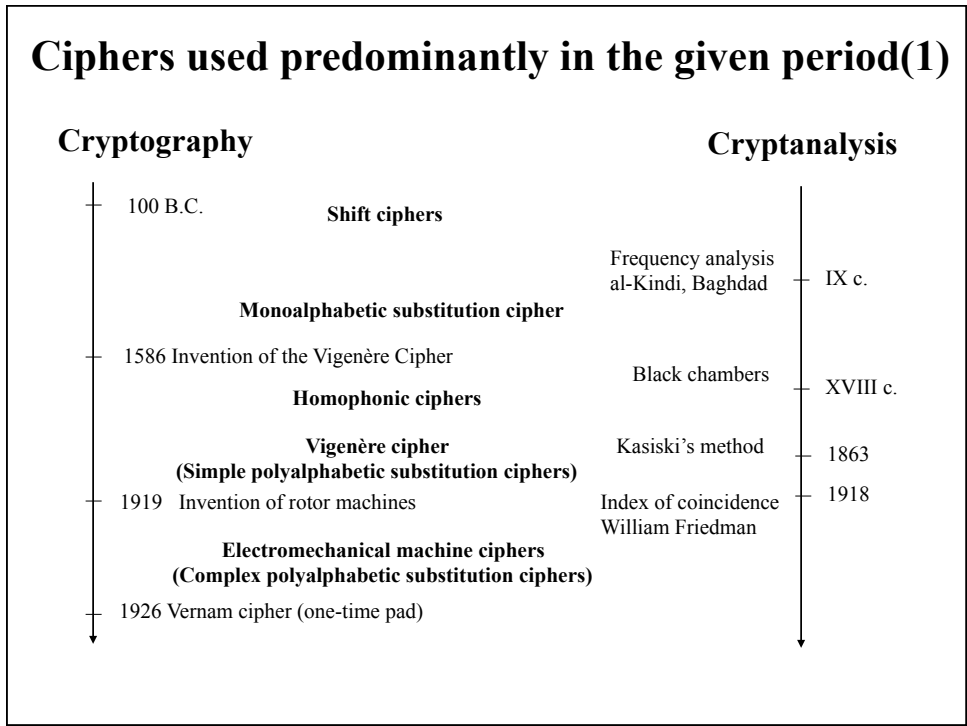 Ciphers used predominantly in the given period(1)
Cryptography
Cryptanalysis
100 B.C.
Shift ciphers
Frequency analysis
al-Kindi, Baghdad
IX c.
Monoalphabetic substitution cipher
1586 Invention of the Vigenère Cipher
Black chambers
XVIII c.
Homophonic ciphers
Vigenère cipher
(Simple polyalphabetic substitution ciphers)
Kasiski's method
1863
1919 Invention of rotor machines
1918
Index of coincidence
William Friedman
Electromechanical machine ciphers
(Complex polyalphabetic substitution ciphers)
1926 Vernam cipher (one-time pad)